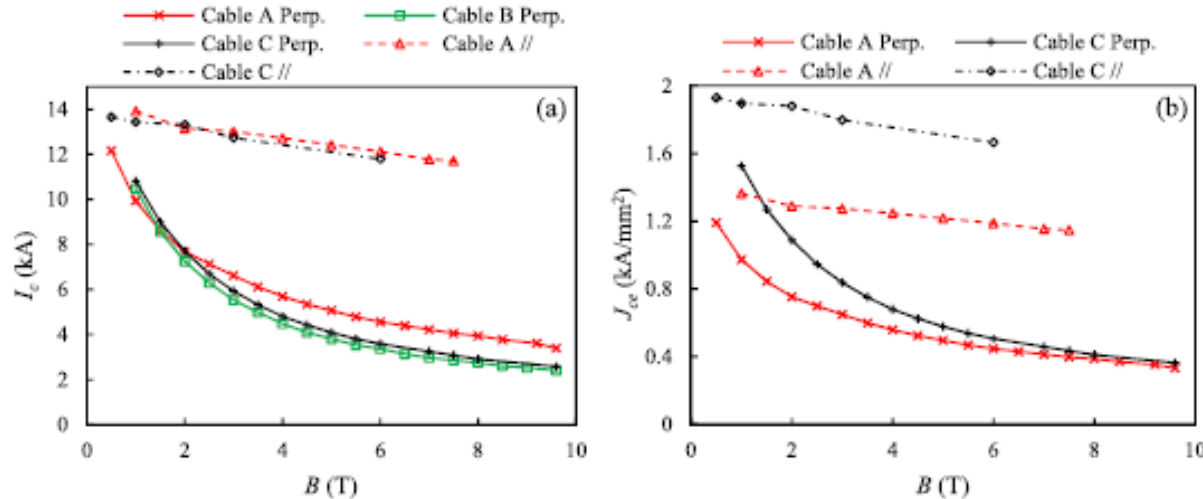 Cable A Perp. Cable B Perp.
Cable C Perp. Cable A //
Cable C //
(a)
14
12
10
8
6
4
2
0
I_c (kA)
0 2 4 6 8 10
B (T)
Cable A Perp. Cable C Perp.
Cable A // Cable C //
(b)
2
1.6
1.2
0.8
0.4
0
J_ce (kA/mm²)
0 2 4 6 8 10
B (T)